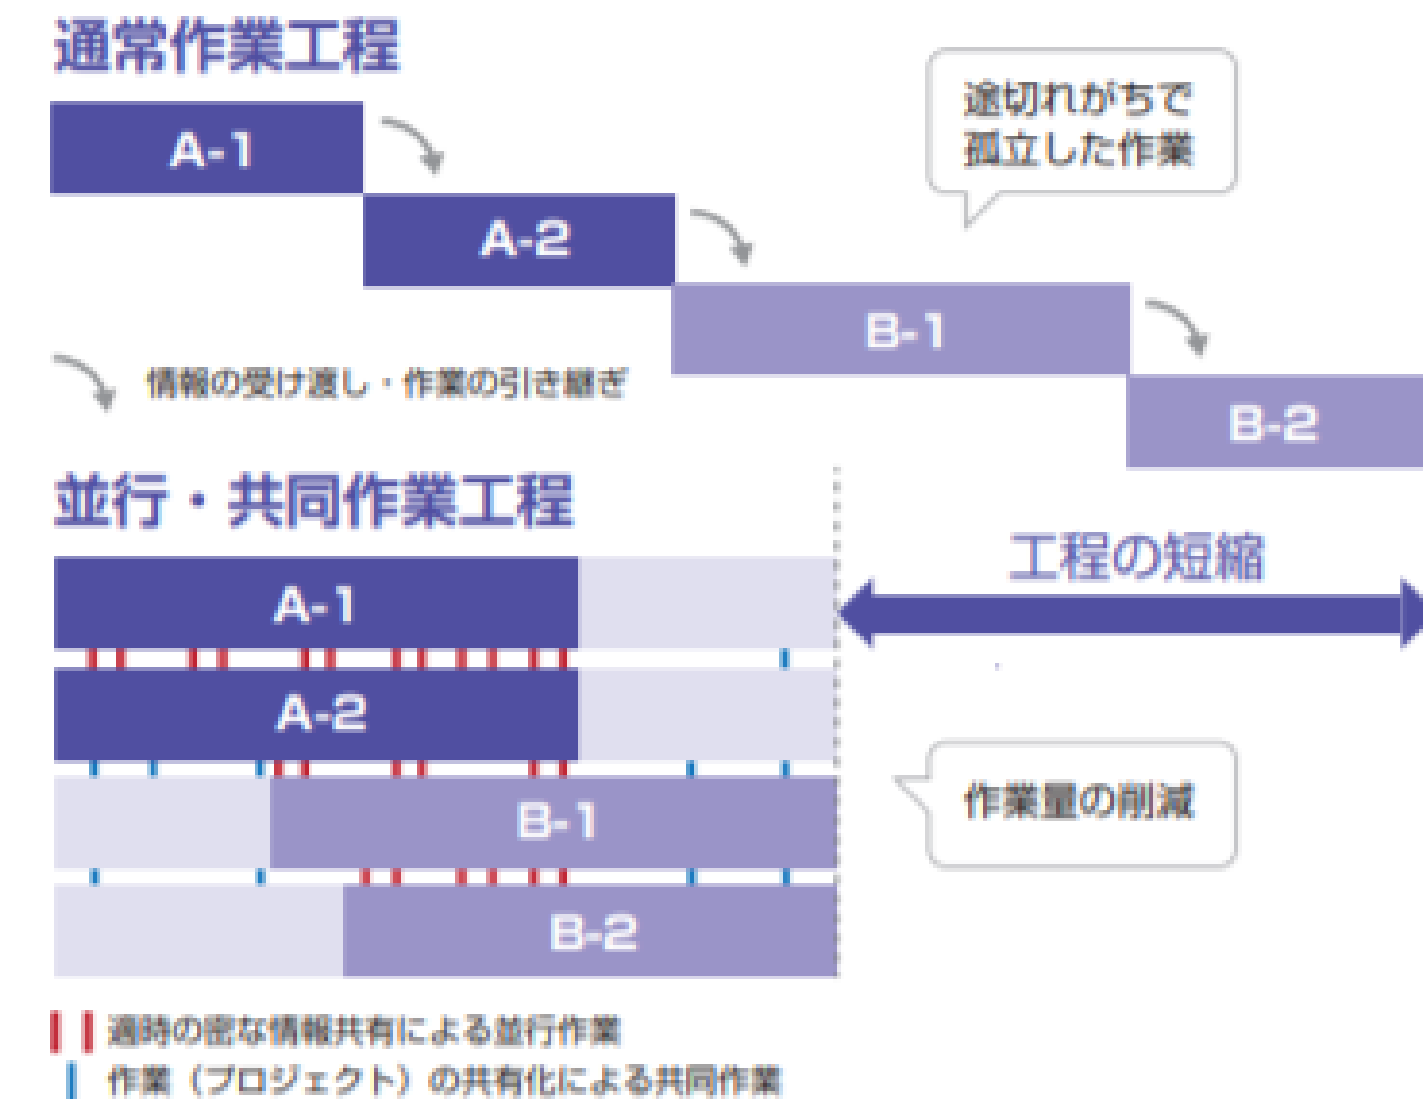 通常作業工程
A-1
途切れがちで
孤立した作業
A-2
B-1
情報の受け渡し・作業の引き継ぎ
B-2
並行・共同作業工程
工程の短縮
A-1
A-2
作業量の削減
B-1
B-2
適時の密な情報共有による並行作業
作業（プロジェクト）の共有化による共同作業